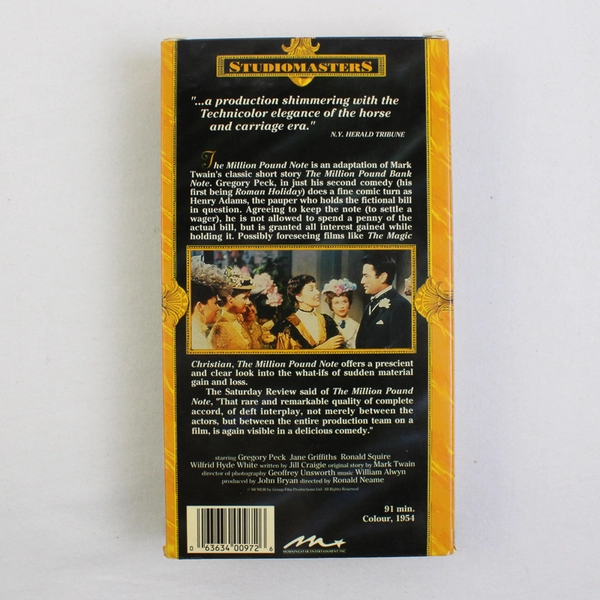 STUDIOMASTERS
"...a production shimmering with the
Technicolor elegance of the horse
and carriage era."
N.Y. HERALD TRIBUNE
The Million Pound Note is an adaptation of Mark
Twain's classic short story The Million Pound Bank
Note. Gregory Peck, in just his second comedy (his
first being Roman Holiday) does a fine comic turn as
Henry Adams, the pauper who holds the fictional bill
in question. Agreeing to keep the note (to settle a
wager), he is not allowed to spend a penny of the
actual bill, but is granted all interest gained while
holding it. Possibly foreseeing films like The Magic
Christian, The Million Pound Note offers a prescient
and clear look into the what-ifs of sudden material
gain and loss.
The Saturday Review said of The Million Pound
Note, "That rare and remarkable quality of complete
accord, of deft interplay, not merely between the
actors, but between the entire production team on a
film, is again visible in a delicious comedy."
starring Gregory Peck Jane Griffiths Ronald Squire
Wilfrid Hyde White written by Jill Craigie original story by Mark Twain
director of photography Geoffrey Unsworth music William Alwyn
produced by John Bryan directed by Ronald Neame
Group Film Productions Ltd. All Rights Reserved
91 min.
Colour, 1954
0 63634 00972 6
MORNINGSTAR ENTERTAINMENT, INC.